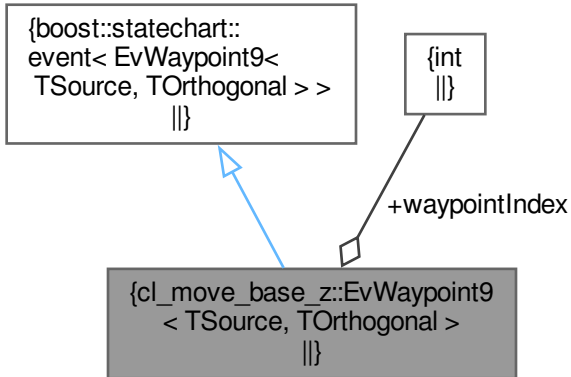 {boost::statechart::
event< EvWaypoint9<
TSource, TOrthogonal > >
||}
{int
||}
+waypointIndex
{cl_move_base_z::EvWaypoint9
< TSource, TOrthogonal >
||}